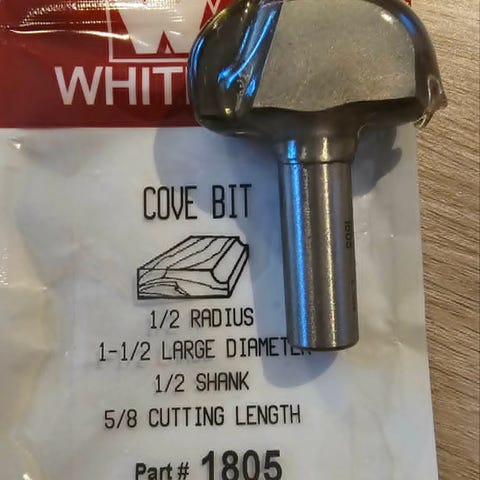 W
WHIT
COVE BIT
1/2 RADIUS
1-1/2 LARGE DIAMETER
1/2 SHANK
5/8 CUTTING LENGTH
Part# 1805
1805